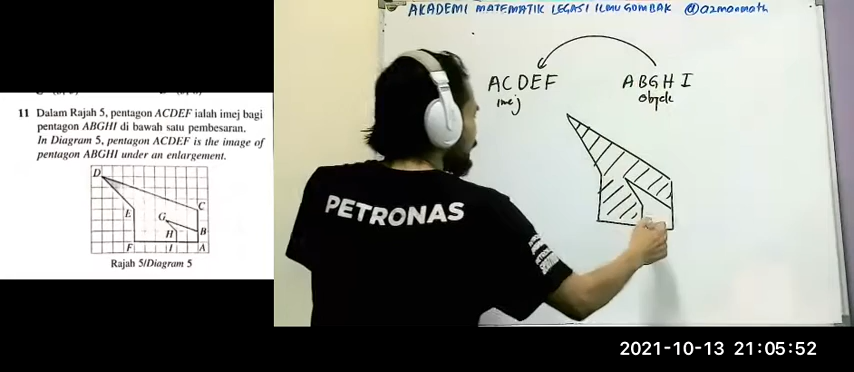 AKADEMI MATEMATIK LEGASI ILMU GOMBAK @azmanmath
ACDEF
imej
ABGHI
objek
11 Dalam Rajah 5, pentagon ACDEF ialah imej bagi
pentagon ABGHI di bawah satu pembesaran.
In Diagram 5, pentagon ACDEF is the image of
pentagon ABGHI under an enlargement.
D
C
E
G
B
H
F
I
A
Rajah 5/Diagram 5
PETRONAS
2021-10-13 21:05:52